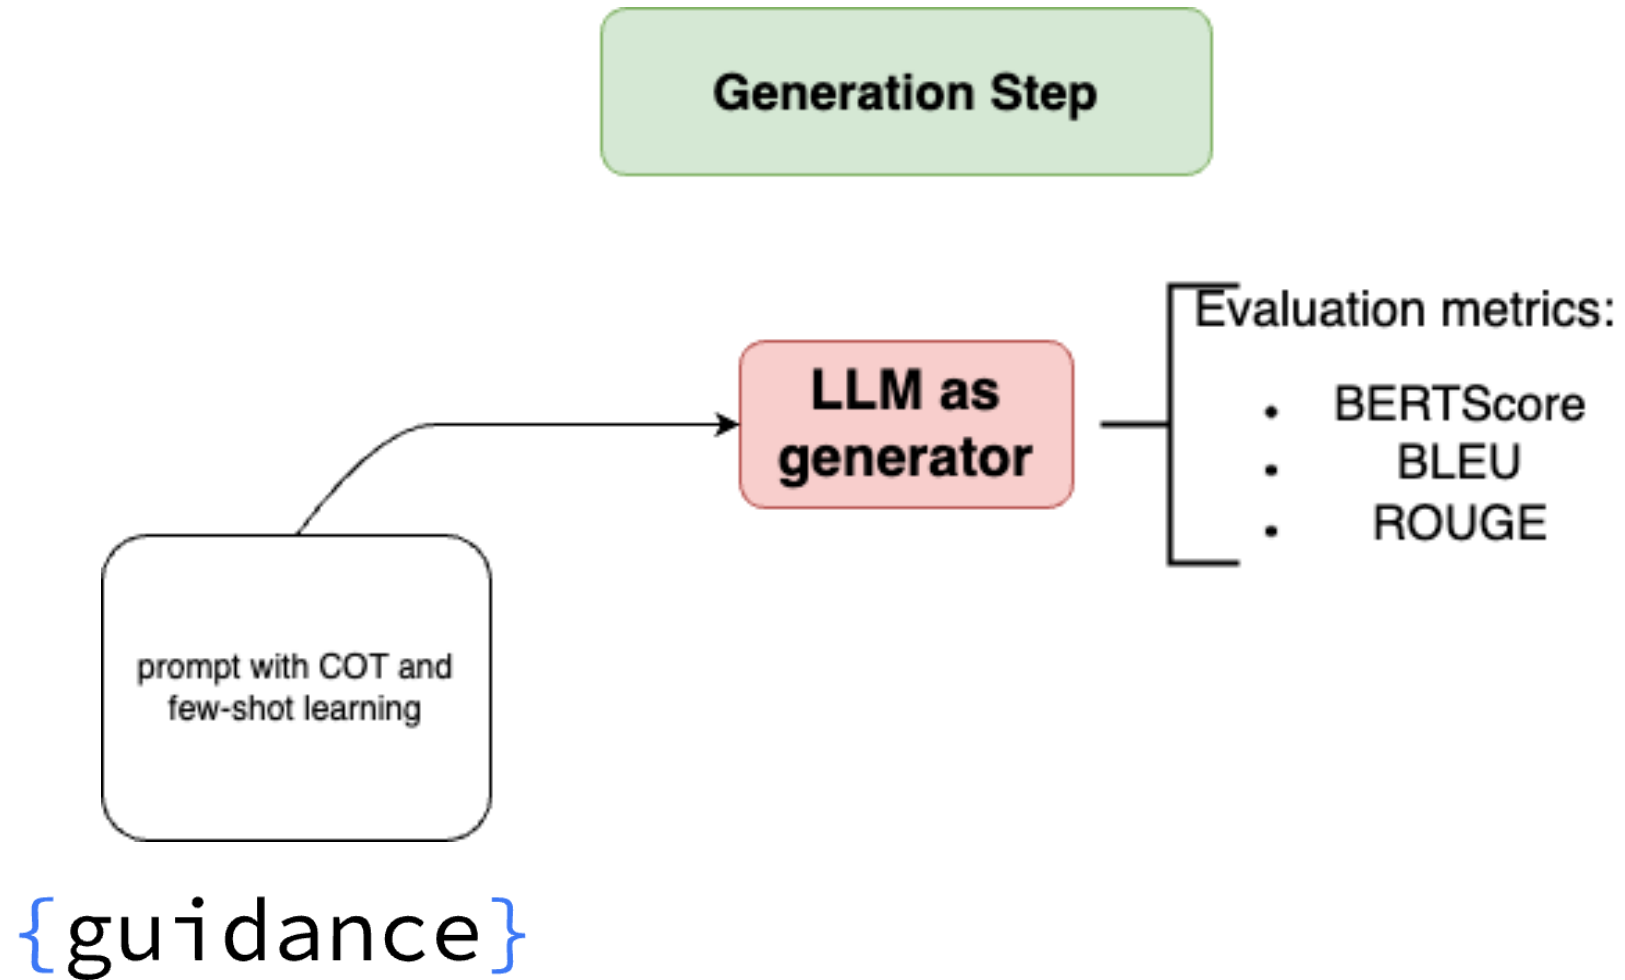 Generation Step
LLM as
generator
Evaluation metrics:
• BERTScore
• BLEU
• ROUGE
prompt with COT and
few-shot learning
{guidance}